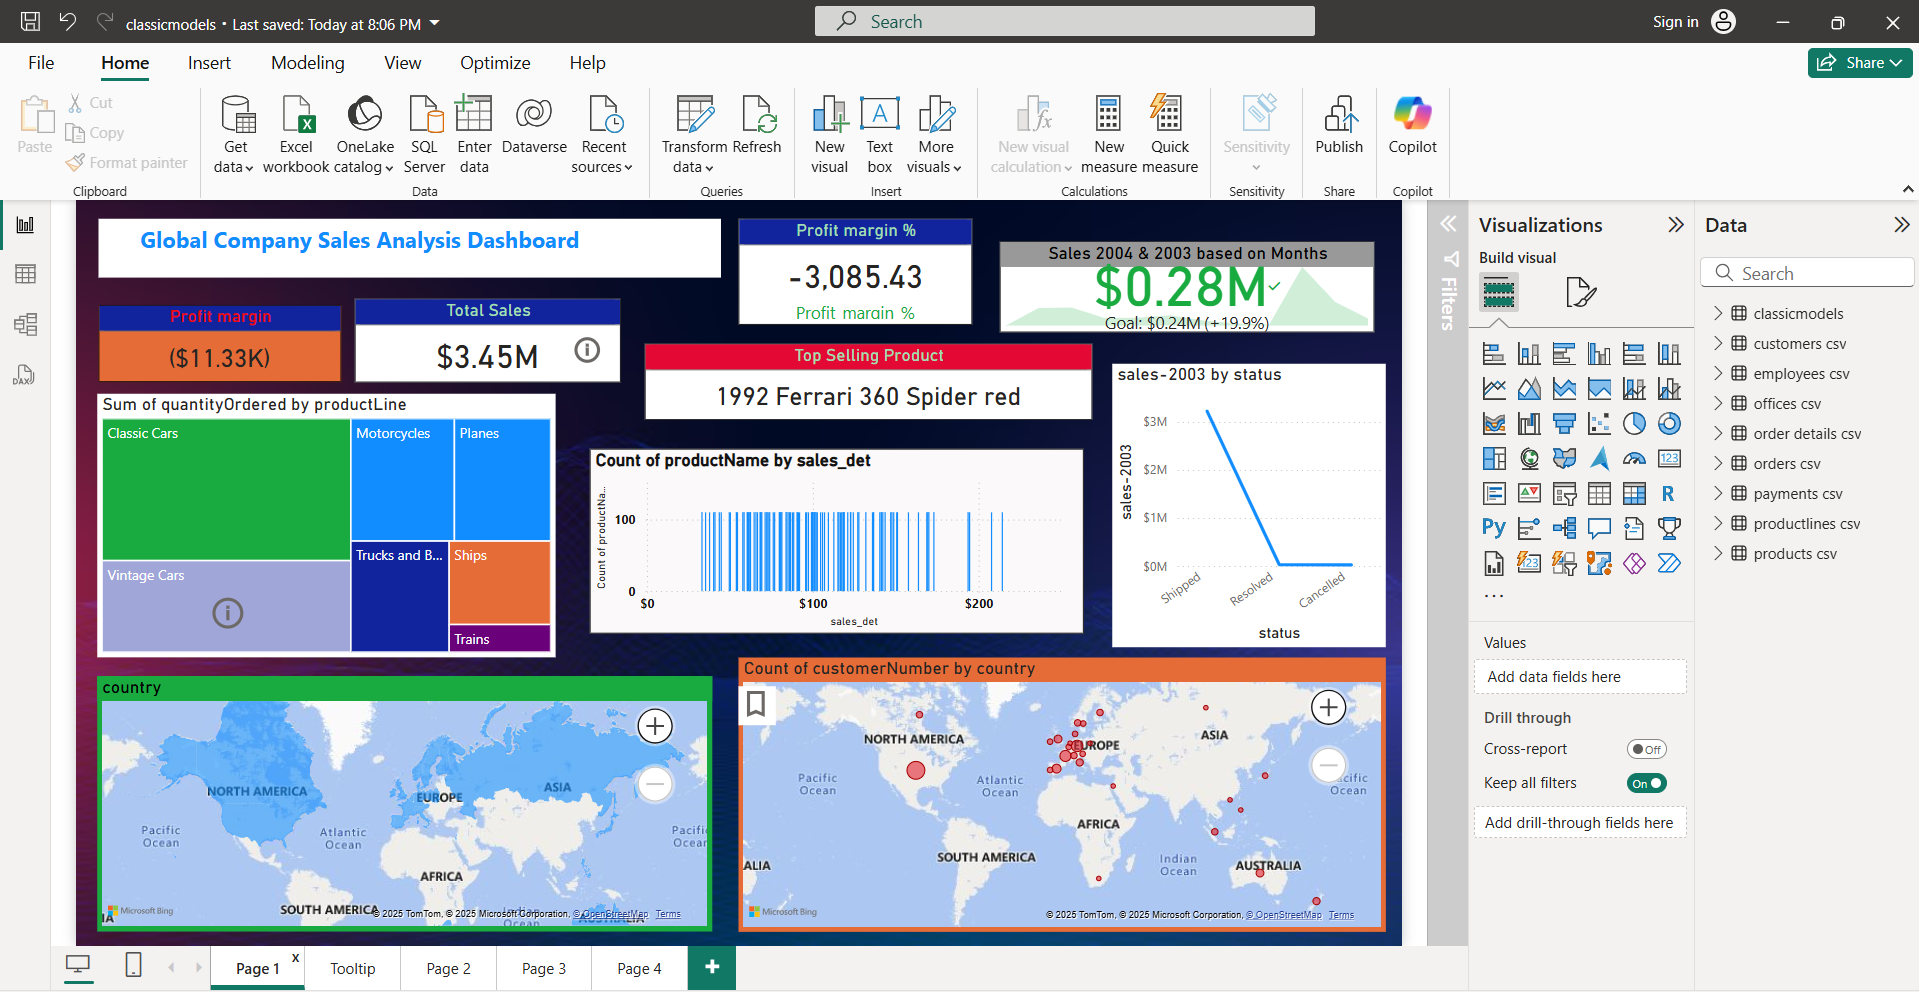 classicmodels • Last saved: Today at 8:06 PM
Search
Sign in
File Home Insert Modeling View Optimize Help
Share
Paste
Cut
Copy
Format painter
Clipboard
Get data
Excel workbook
OneLake catalog
SQL Server
Enter data
Dataverse
Recent sources
Data
Transform data
Refresh
Queries
New visual
Text box
More visuals
Insert
New visual calculation
New measure
Quick measure
Calculations
Sensitivity
Sensitivity
Publish
Share
Copilot
Copilot
DAX
Global Company Sales Analysis Dashboard
Profit margin %
-3,085.43
Profit margin %
Sales 2004 & 2003 based on Months
$0.28M
Goal: $0.24M (+19.9%)
Profit margin
($11.33K)
Total Sales
$3.45M
Top Selling Product
1992 Ferrari 360 Spider red
Sum of quantityOrdered by productLine
Classic Cars
Motorcycles
Planes
Vintage Cars
Trucks and B...
Ships
Trains
Count of productName by sales_det
Count of productNa...
100
0
$0 $100 $200
sales_det
sales-2003 by status
sales-2003
$3M
$2M
$1M
$0M
Shipped Resolved Cancelled
status
country
NORTH AMERICA
EUROPE
ASIA
Pacific Ocean
Atlantic Ocean
AFRICA
SOUTH AMERICA
Pacific Ocean
Indian Ocean
AUSTRALIA
IA
Microsoft Bing
© 2025 TomTom, © 2025 Microsoft Corporation, © OpenStreetMap Terms
Count of customerNumber by country
NORTH AMERICA
EUROPE
ASIA
Pacific Ocean
Atlantic Ocean
cific Ocean
AFRICA
SOUTH AMERICA
Indian Ocean
AUSTRALIA
ALIA
Microsoft Bing
© 2025 TomTom, © 2025 Microsoft Corporation, © OpenStreetMap Terms
Filters
Visualizations
Build visual
123
R
Py
123
...
Values
Add data fields here
Drill through
Cross-report Off
Keep all filters On
Add drill-through fields here
Data
Search
classicmodels
customers csv
employees csv
offices csv
order details csv
orders csv
payments csv
productlines csv
products csv
Page 1 x
Tooltip
Page 2
Page 3
Page 4
+